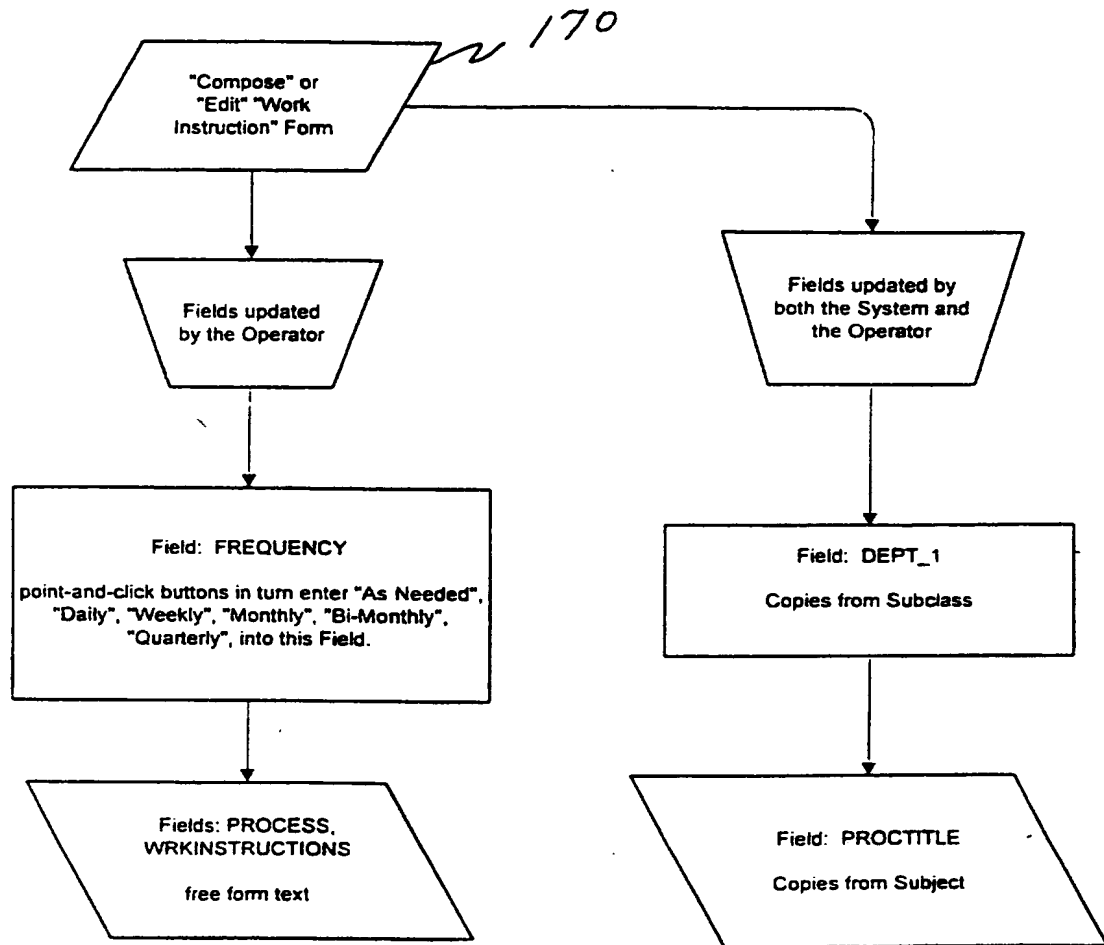 170
"Compose" or
"Edit" "Work
Instruction" Form
Fields updated
by the Operator
Fields updated by
both the System and
the Operator
Field: FREQUENCY
point-and-click buttons in turn enter "As Needed",
"Daily", "Weekly", "Monthly", "Bi-Monthly",
"Quarterly", into this Field.
Field: DEPT_1
Copies from Subclass
Fields: PROCESS,
WRKINSTRUCTIONS
free form text
Field: PROCTITLE
Copies from Subject